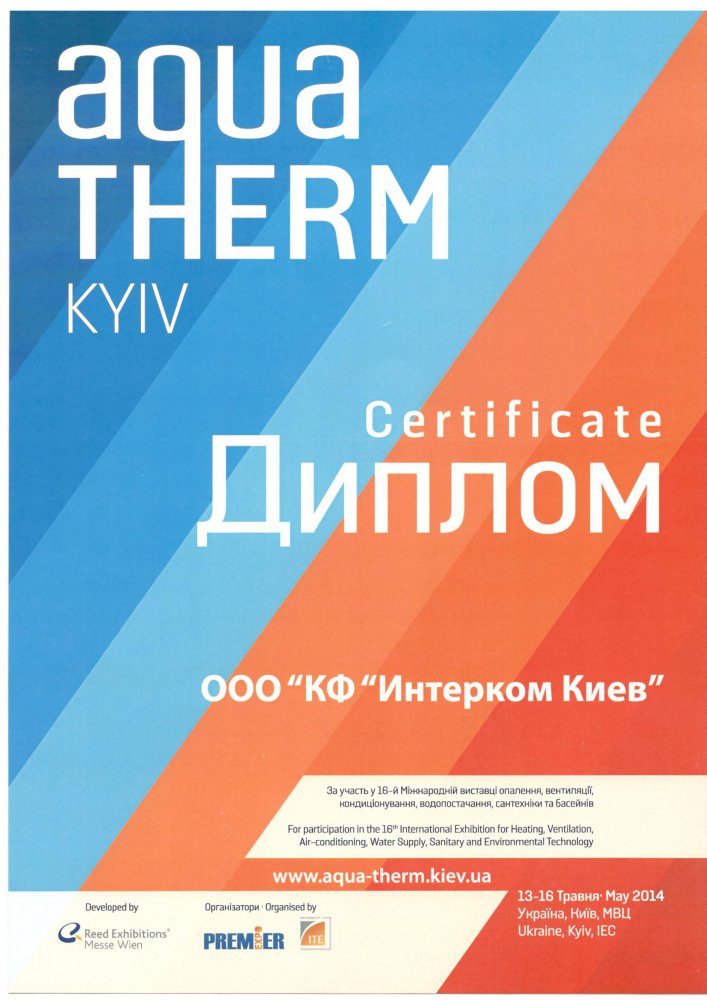 aqua
THERM
KYIV
Certificate
Диплом
ООО “КФ “Интерком Киев”
За участь у 16-й Міжнародній виставці опалення, вентиляції,
кондиціонування, водопостачання, сантехніки та басейнів
For participation in the 16th International Exhibition for Heating, Ventilation,
Air-conditioning, Water Supply, Sanitary and Environmental Technology
www.aqua-therm.kiev.ua
Developed by
Reed Exhibitions®
Messe Wien
Організатори · Organised by
PREMIER
EXPO
ITE
13-16 Травня· May 2014
Україна, Київ, МВЦ
Ukraine, Kyiv, IEC